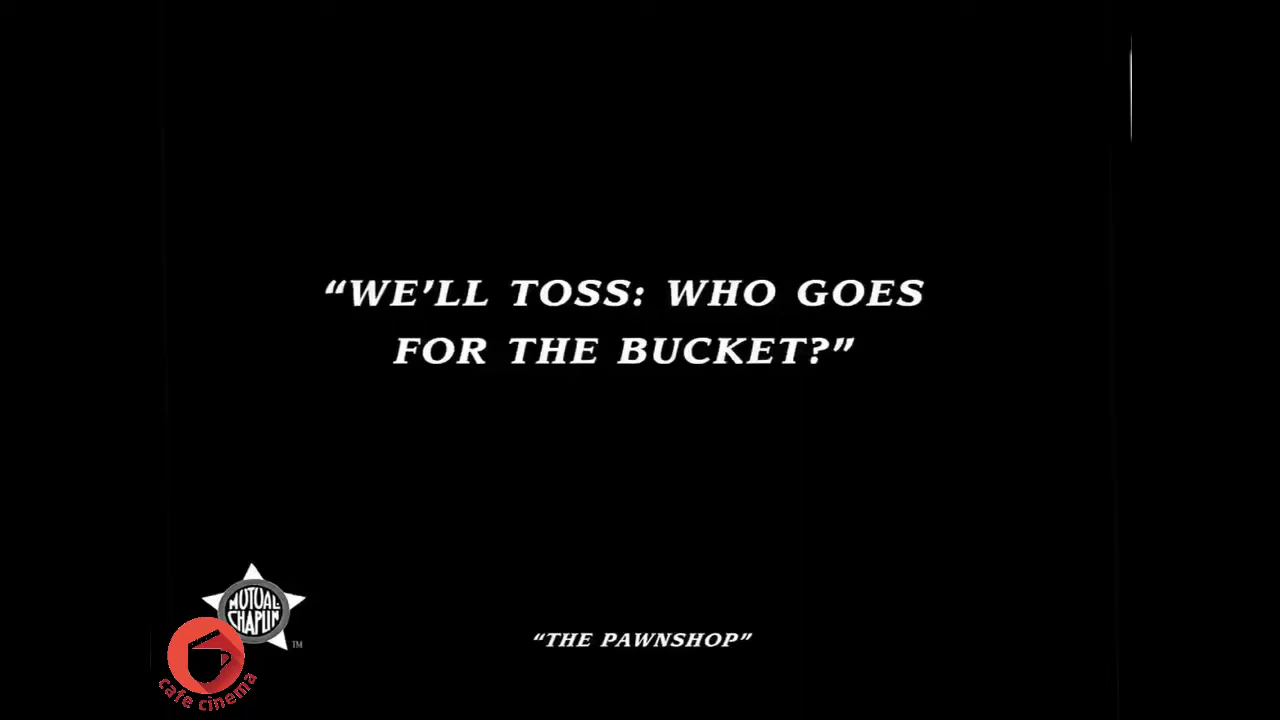 “WE’LL TOSS: WHO GOES
FOR THE BUCKET?”
MUTUAL
CHAPLIN
TM
“THE PAWNSHOP”
cafe cinema